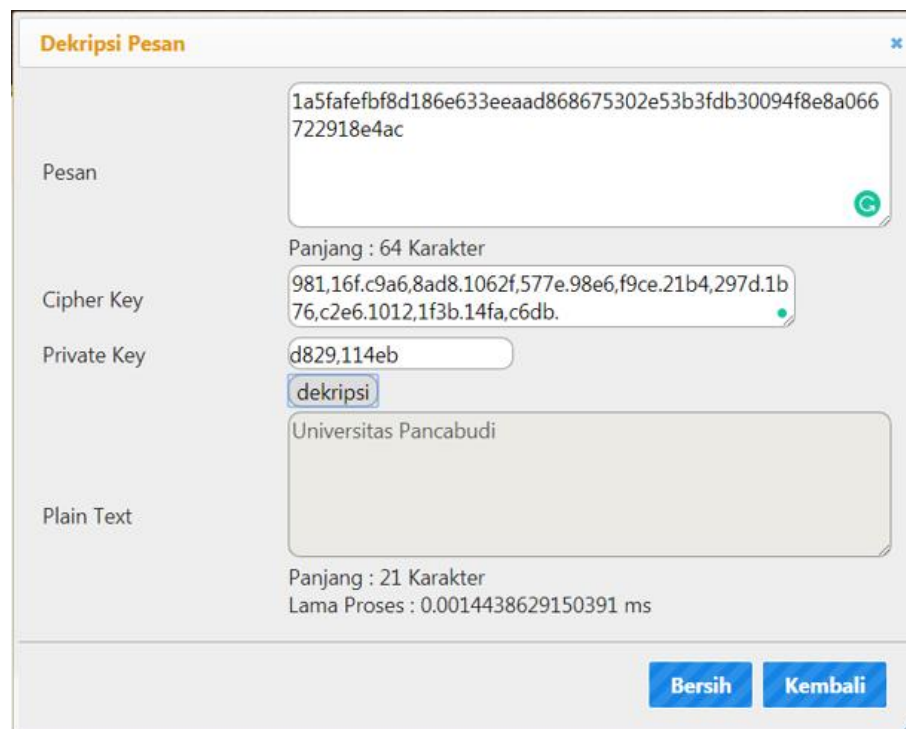 Dekripsi Pesan
Pesan
1a5fafefbf8d186e633eeaad868675302e53b3fdb30094f8e8a066
722918e4ac
Panjang : 64 Karakter
Cipher Key
981,16f.c9a6,8ad8.1062f,577e.98e6,f9ce.21b4,297d.1b
76,c2e6.1012,1f3b.14fa,c6db.
Private Key
d829,114eb
dekripsi
Plain Text
Universitas Pancabudi
Panjang : 21 Karakter
Lama Proses : 0.0014438629150391 ms
Bersih
Kembali